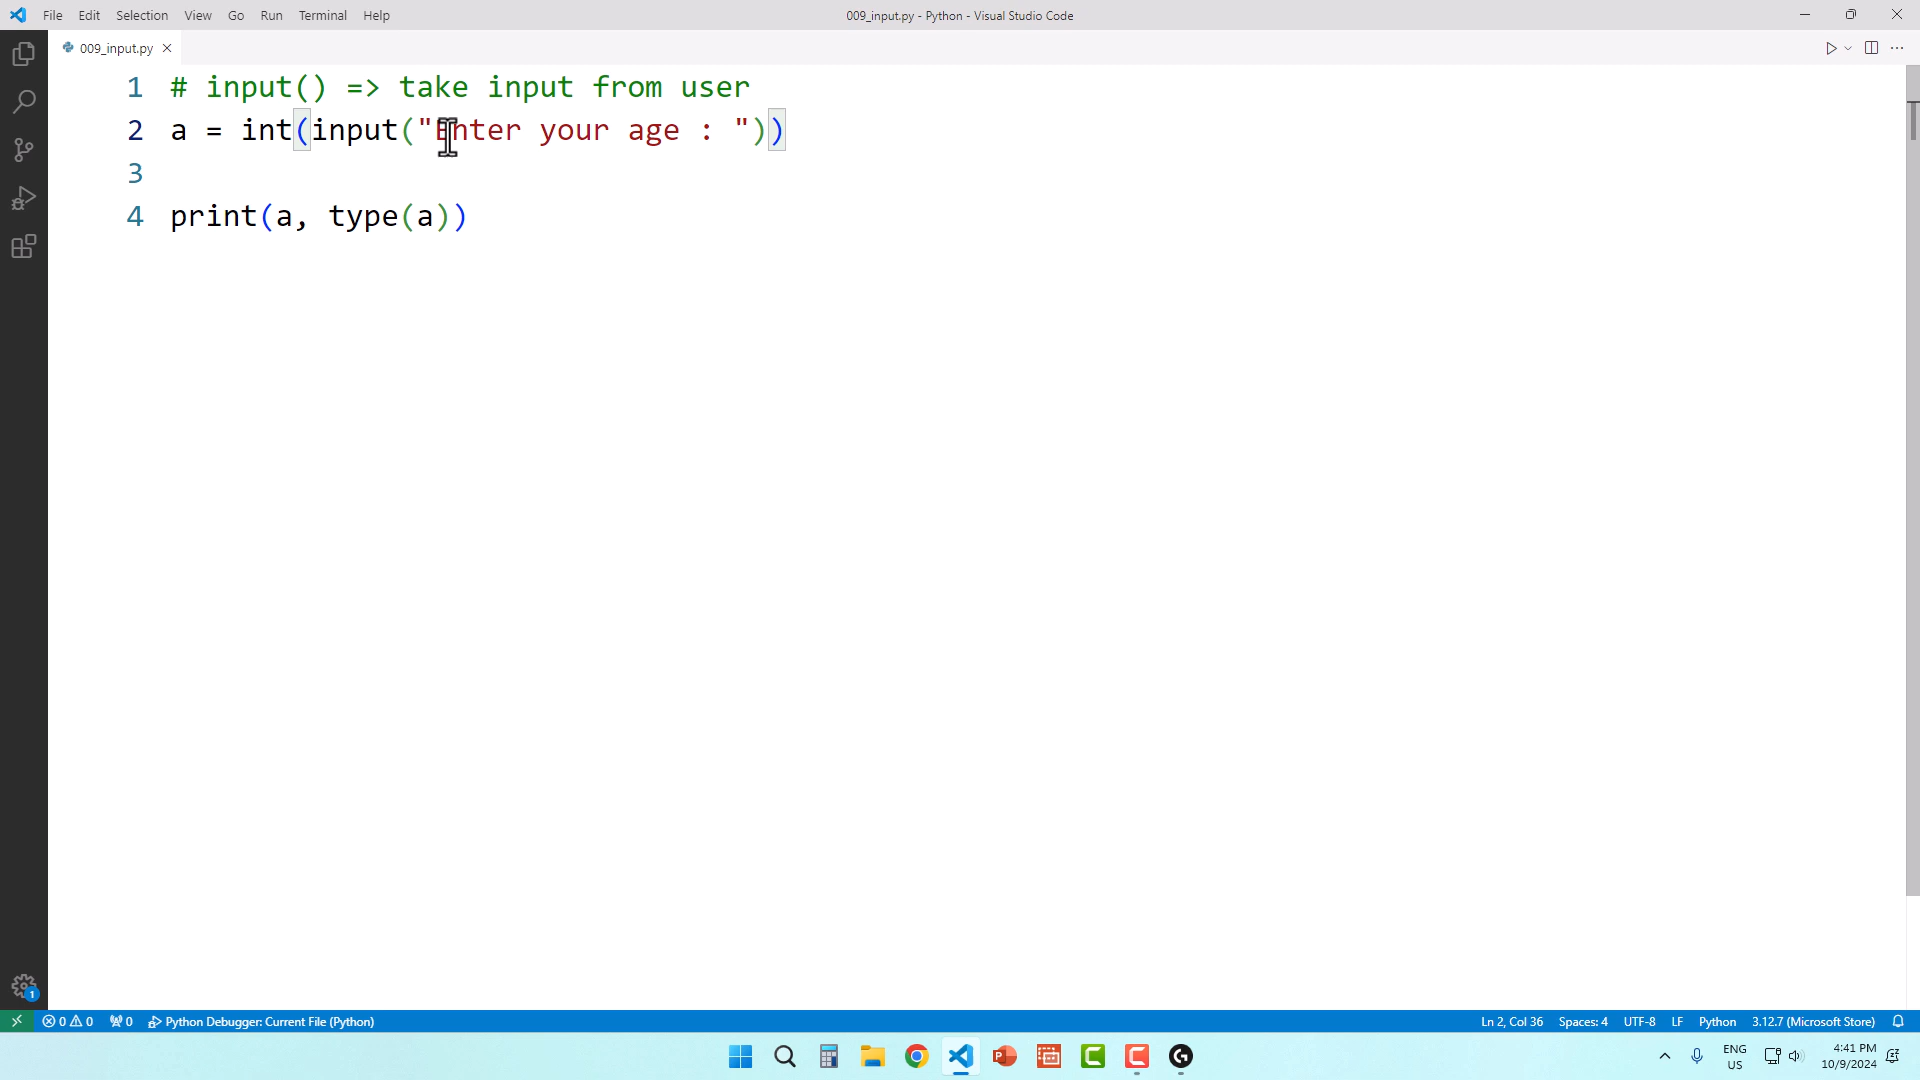 File Edit Selection View Go Run Terminal Help
009_input.py - Python - Visual Studio Code
009_input.py
1 # input() => take input from user
2 a = int(input("Enter your age : "))
3
4 print(a, type(a))
1
0 0 0 Python Debugger: Current File (Python)
Ln 2, Col 36 Spaces: 4 UTF-8 LF Python 3.12.7 (Microsoft Store)
ENG
US
4:41 PM
10/9/2024